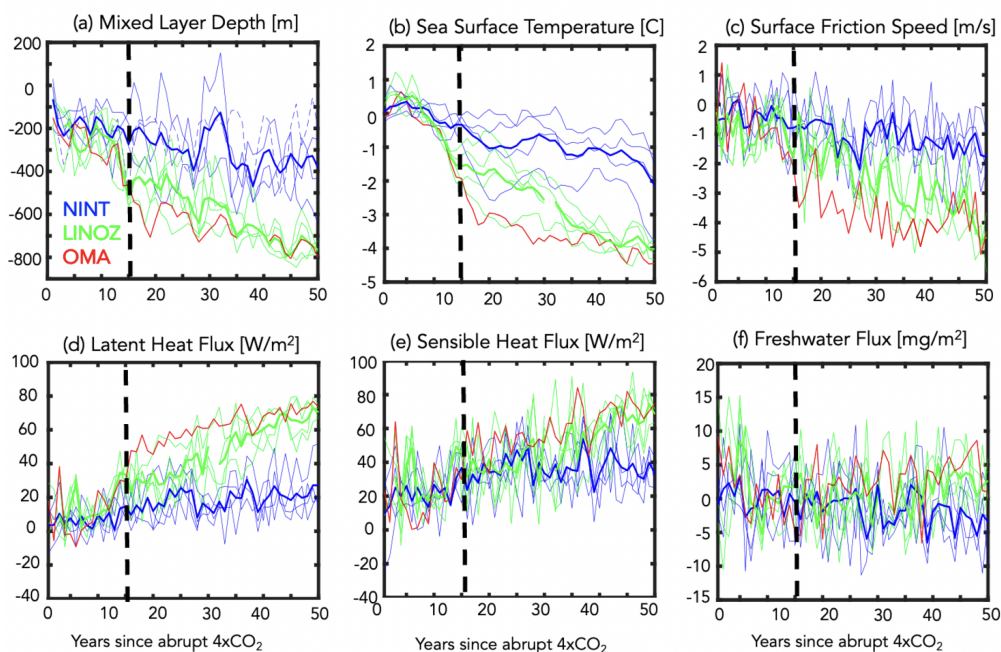 (a) Mixed Layer Depth [m]
200
0
-200
-400
-600
-800
NINT
LINOZ
OMA
0 10 20 30 40 50
(b) Sea Surface Temperature [C]
2
1
0
-1
-2
-3
-4
-5
0 10 20 30 40 50
(c) Surface Friction Speed [m/s]
2
1
0
-1
-2
-3
-4
-5
-6
0 10 20 30 40 50
(d) Latent Heat Flux [W/m²]
100
80
60
40
20
0
-20
-40
0 10 20 30 40 50
Years since abrupt 4xCO₂
(e) Sensible Heat Flux [W/m²]
100
80
60
40
20
0
-20
-40
0 10 20 30 40 50
Years since abrupt 4xCO₂
(f) Freshwater Flux [mg/m²]
20
15
10
5
0
-5
-10
-15
0 10 20 30 40 50
Years since abrupt 4xCO₂